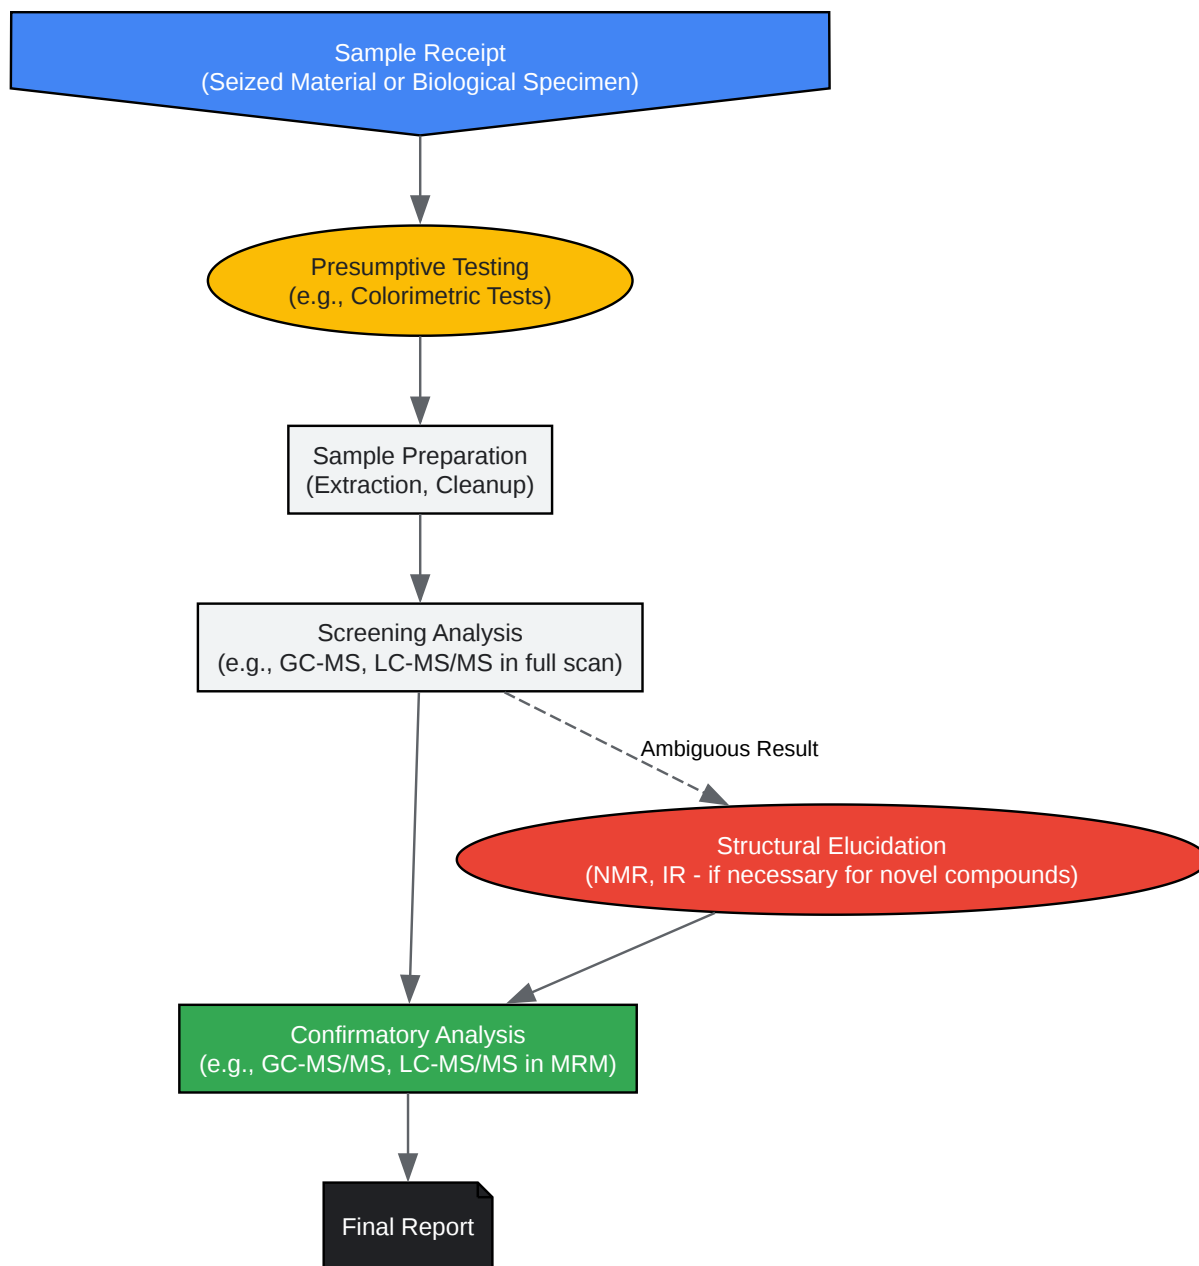 Sample Receipt
(Seized Material or Biological Specimen)
Presumptive Testing
(e.g., Colorimetric Tests)
Sample Preparation
(Extraction, Cleanup)
Screening Analysis
(e.g., GC-MS, LC-MS/MS in full scan)
Ambiguous Result
Structural Elucidation
(NMR, IR - if necessary for novel compounds)
Confirmatory Analysis
(e.g., GC-MS/MS, LC-MS/MS in MRM)
Final Report